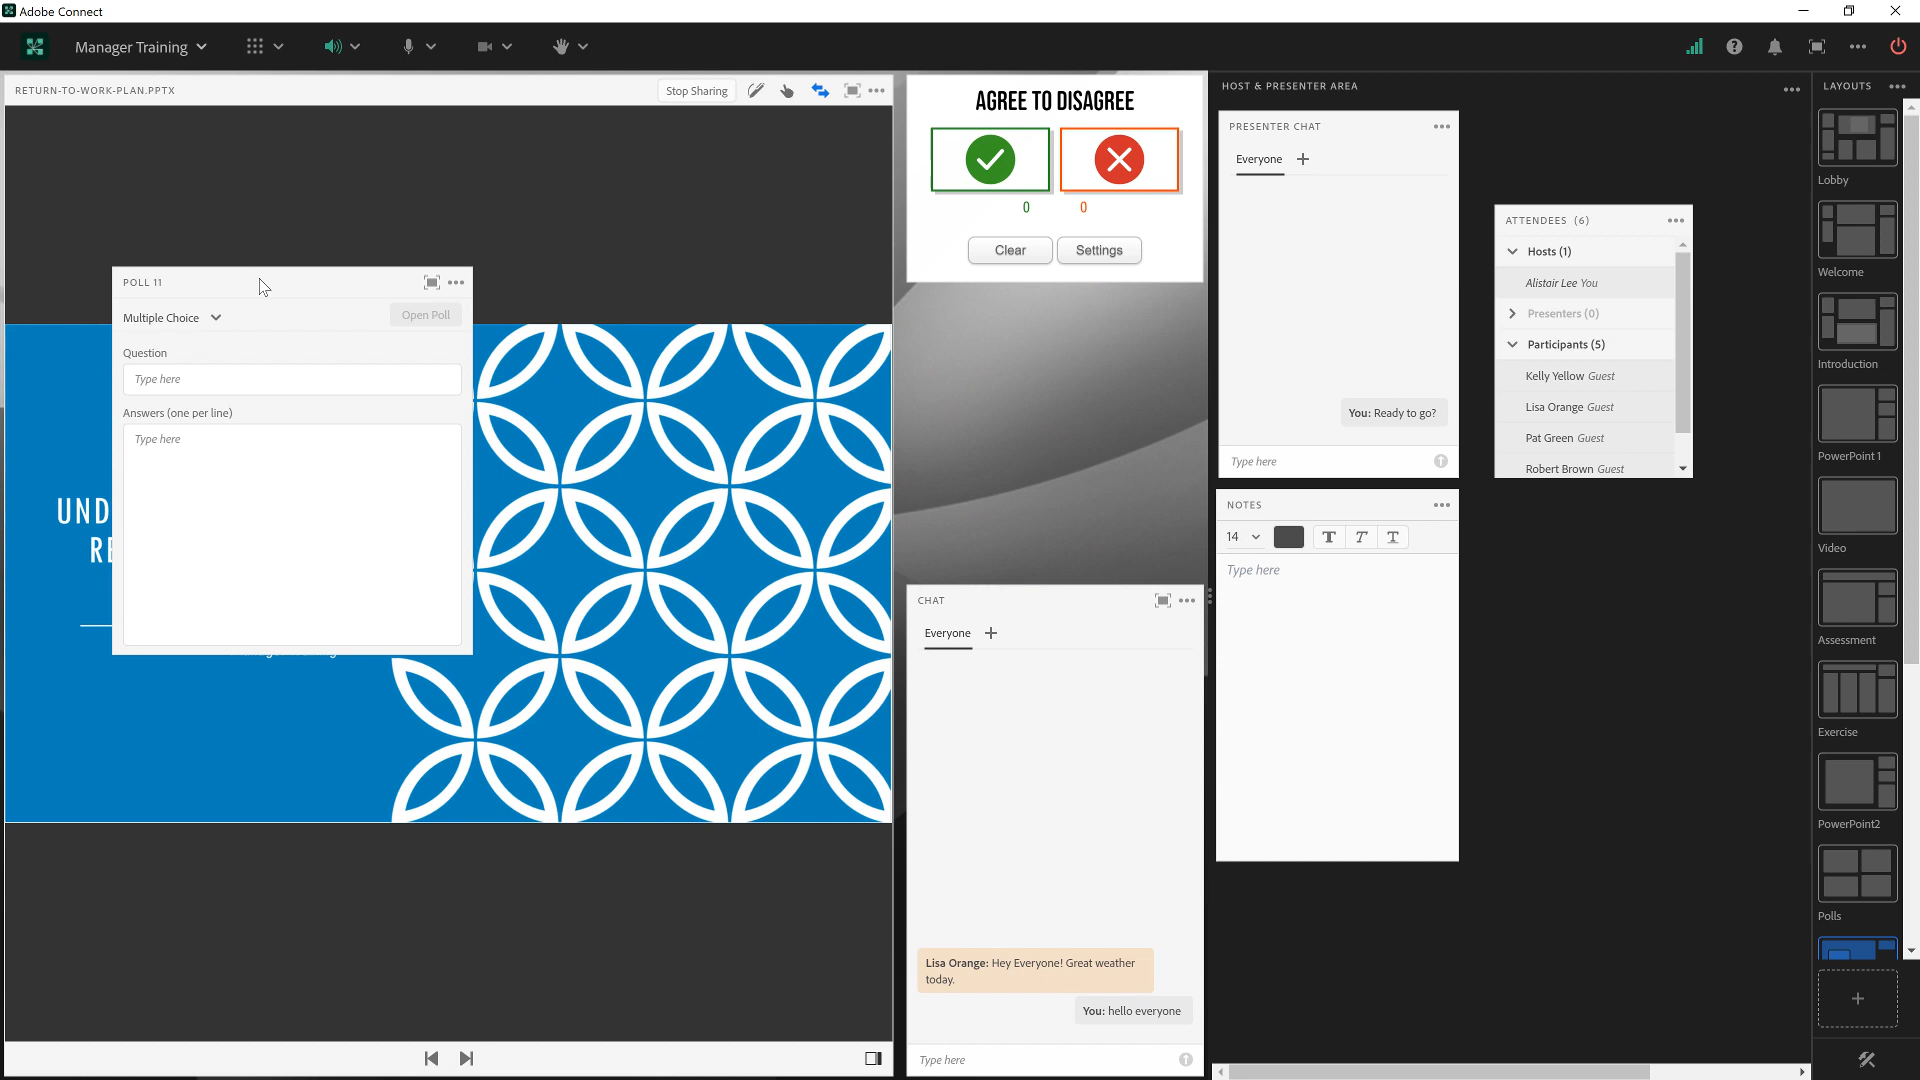 Adobe Connect
Manager Training
RETURN-TO-WORK-PLAN.PPTX
Stop Sharing
POLL 11
Multiple Choice
Open Poll
Question
Type here
Answers (one per line)
Type here
UND
RE
AGREE TO DISAGREE
0 0
Clear Settings
CHAT
Everyone
Lisa Orange: Hey Everyone! Great weather
today.
You: hello everyone
Type here
HOST & PRESENTER AREA
PRESENTER CHAT
Everyone
You: Ready to go?
Type here
NOTES
14 T T T
Type here
ATTENDEES (6)
Hosts (1)
Alistair Lee You
Presenters (0)
Participants (5)
Kelly Yellow Guest
Lisa Orange Guest
Pat Green Guest
Robert Brown Guest
LAYOUTS
Lobby
Welcome
Introduction
PowerPoint 1
Video
Assessment
Exercise
PowerPoint2
Polls